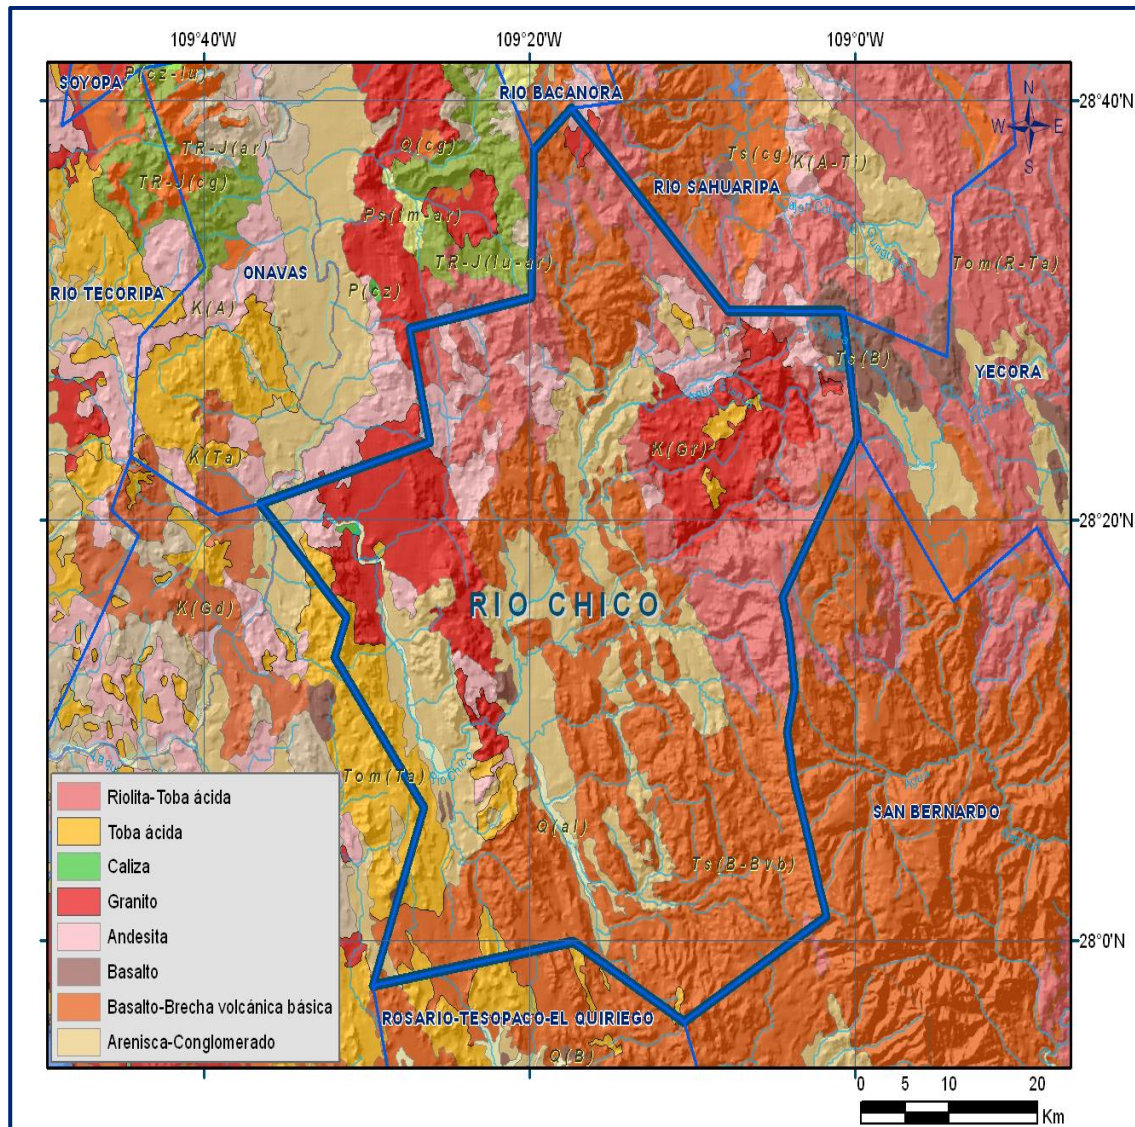 109°40'W
109°20'W
109°0'W
P(cz-lu
SOYOPA
RIO BACANORA
28°40'N
N
W
E
S
TR-J(ar)
Q(cg)
Ts(cg)
K(A-Ti)
TR-J(cg)
RIO SAHUARIPA
Ps(lm-ar)
ONAVAS
TR-J(lu-ar)
Tom(R-Ta)
RIO TECORIPA
P(cz)
K(A)
Ts(B)
YECORA
K(Gr)
K(Ta)
28°20'N
K(Gd)
RIO CHICO
Tom(Ta)
Rio Chico
Agua
SAN BERNARDO
Q(al)
Ts(B-Bvb)
28°0'N
ROSARIO-TESOPACO-EL QUIRIEGO
Q(B)
Riolita-Toba ácida
Toba ácida
Caliza
Granito
Andesita
Basalto
Basalto-Brecha volcánica básica
Arenisca-Conglomerado
0 5 10 20
Km